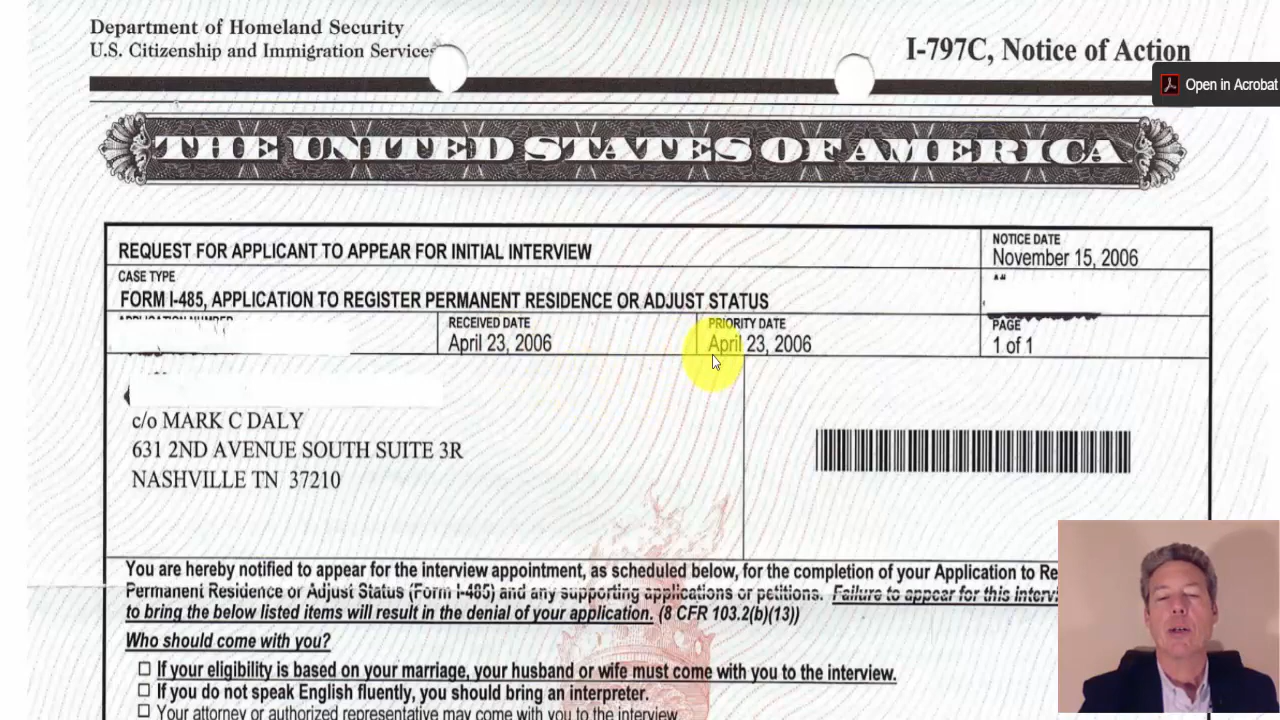 Department of Homeland Security
U.S. Citizenship and Immigration Services
I-797C, Notice of Action
Open in Acrobat
THE UNITED STATES OF AMERICA
REQUEST FOR APPLICANT TO APPEAR FOR INITIAL INTERVIEW
NOTICE DATE
November 15, 2006
CASE TYPE
FORM I-485, APPLICATION TO REGISTER PERMANENT RESIDENCE OR ADJUST STATUS
APPLICATION NUMBER
RECEIVED DATE
April 23, 2006
PRIORITY DATE
April 23, 2006
PAGE
1 of 1
c/o MARK C DALY
631 2ND AVENUE SOUTH SUITE 3R
NASHVILLE TN 37210
You are hereby notified to appear for the interview appointment, as scheduled below, for the completion of your Application to Re
Permanent Residence or Adjust Status (Form I-485) and any supporting applications or petitions. Failure to appear for this interv
to bring the below listed items will result in the denial of your application. (8 CFR 103.2(b)(13))
Who should come with you?
If your eligibility is based on your marriage, your husband or wife must come with you to the interview.
If you do not speak English fluently, you should bring an interpreter.
Your attorney or authorized representative may come with you to the interview